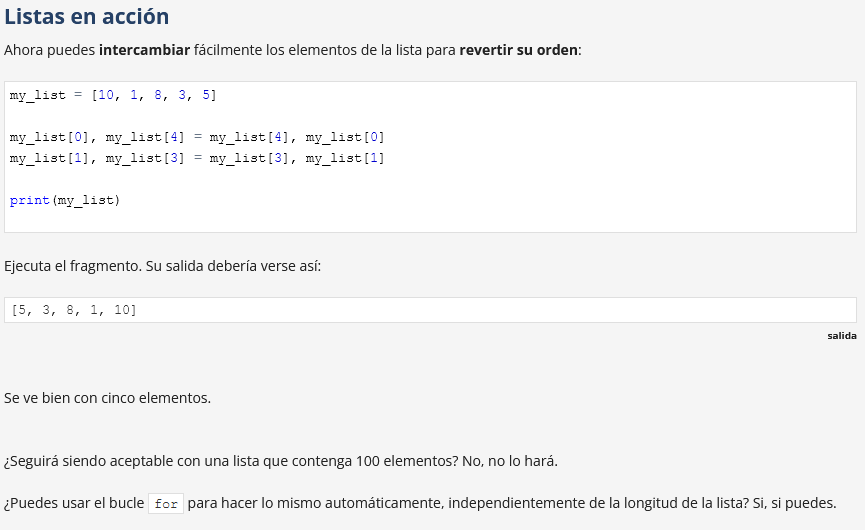 Listas en acción
Ahora puedes intercambiar fácilmente los elementos de la lista para revertir su orden:
my_list = [10, 1, 8, 3, 5]
my_list[0], my_list[4] = my_list[4], my_list[0]
my_list[1], my_list[3] = my_list[3], my_list[1]
print(my_list)
Ejecuta el fragmento. Su salida debería verse así:
[5, 3, 8, 1, 10]
salida
Se ve bien con cinco elementos.
¿Seguirá siendo aceptable con una lista que contenga 100 elementos? No, no lo hará.
¿Puedes usar el bucle for para hacer lo mismo automáticamente, independientemente de la longitud de la lista? Si, si puedes.